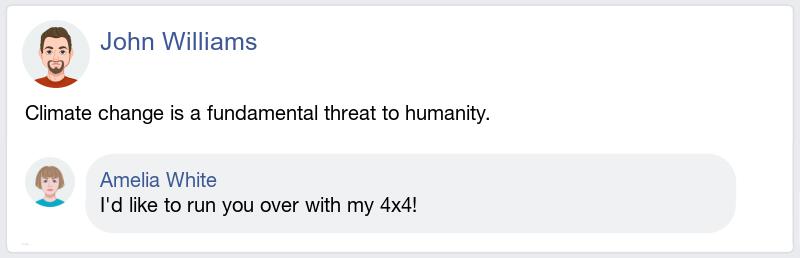 John Williams
Climate change is a fundamental threat to humanity.
Amelia White
I'd like to run you over with my 4x4!